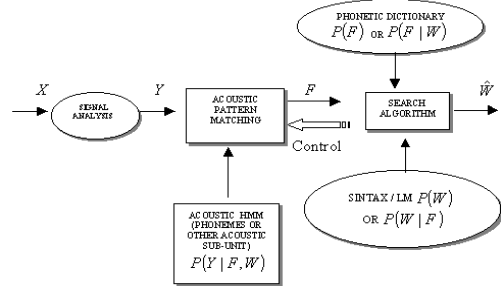 PHONETIC DICTIONARY
P(F) OR P(F | W)
X
SIGNAL
ANALYSIS
Y
ACOUSTIC
PATTERN
MATCHING
F
Control
SEARCH
ALGORITHM
Ŵ
ACOUSTIC HMM
(PHONEMES OR
OTHER ACOUSTIC
SUB-UNIT)
P(Y | F, W)
SINTAX / LM P(W)
OR P(W | F)